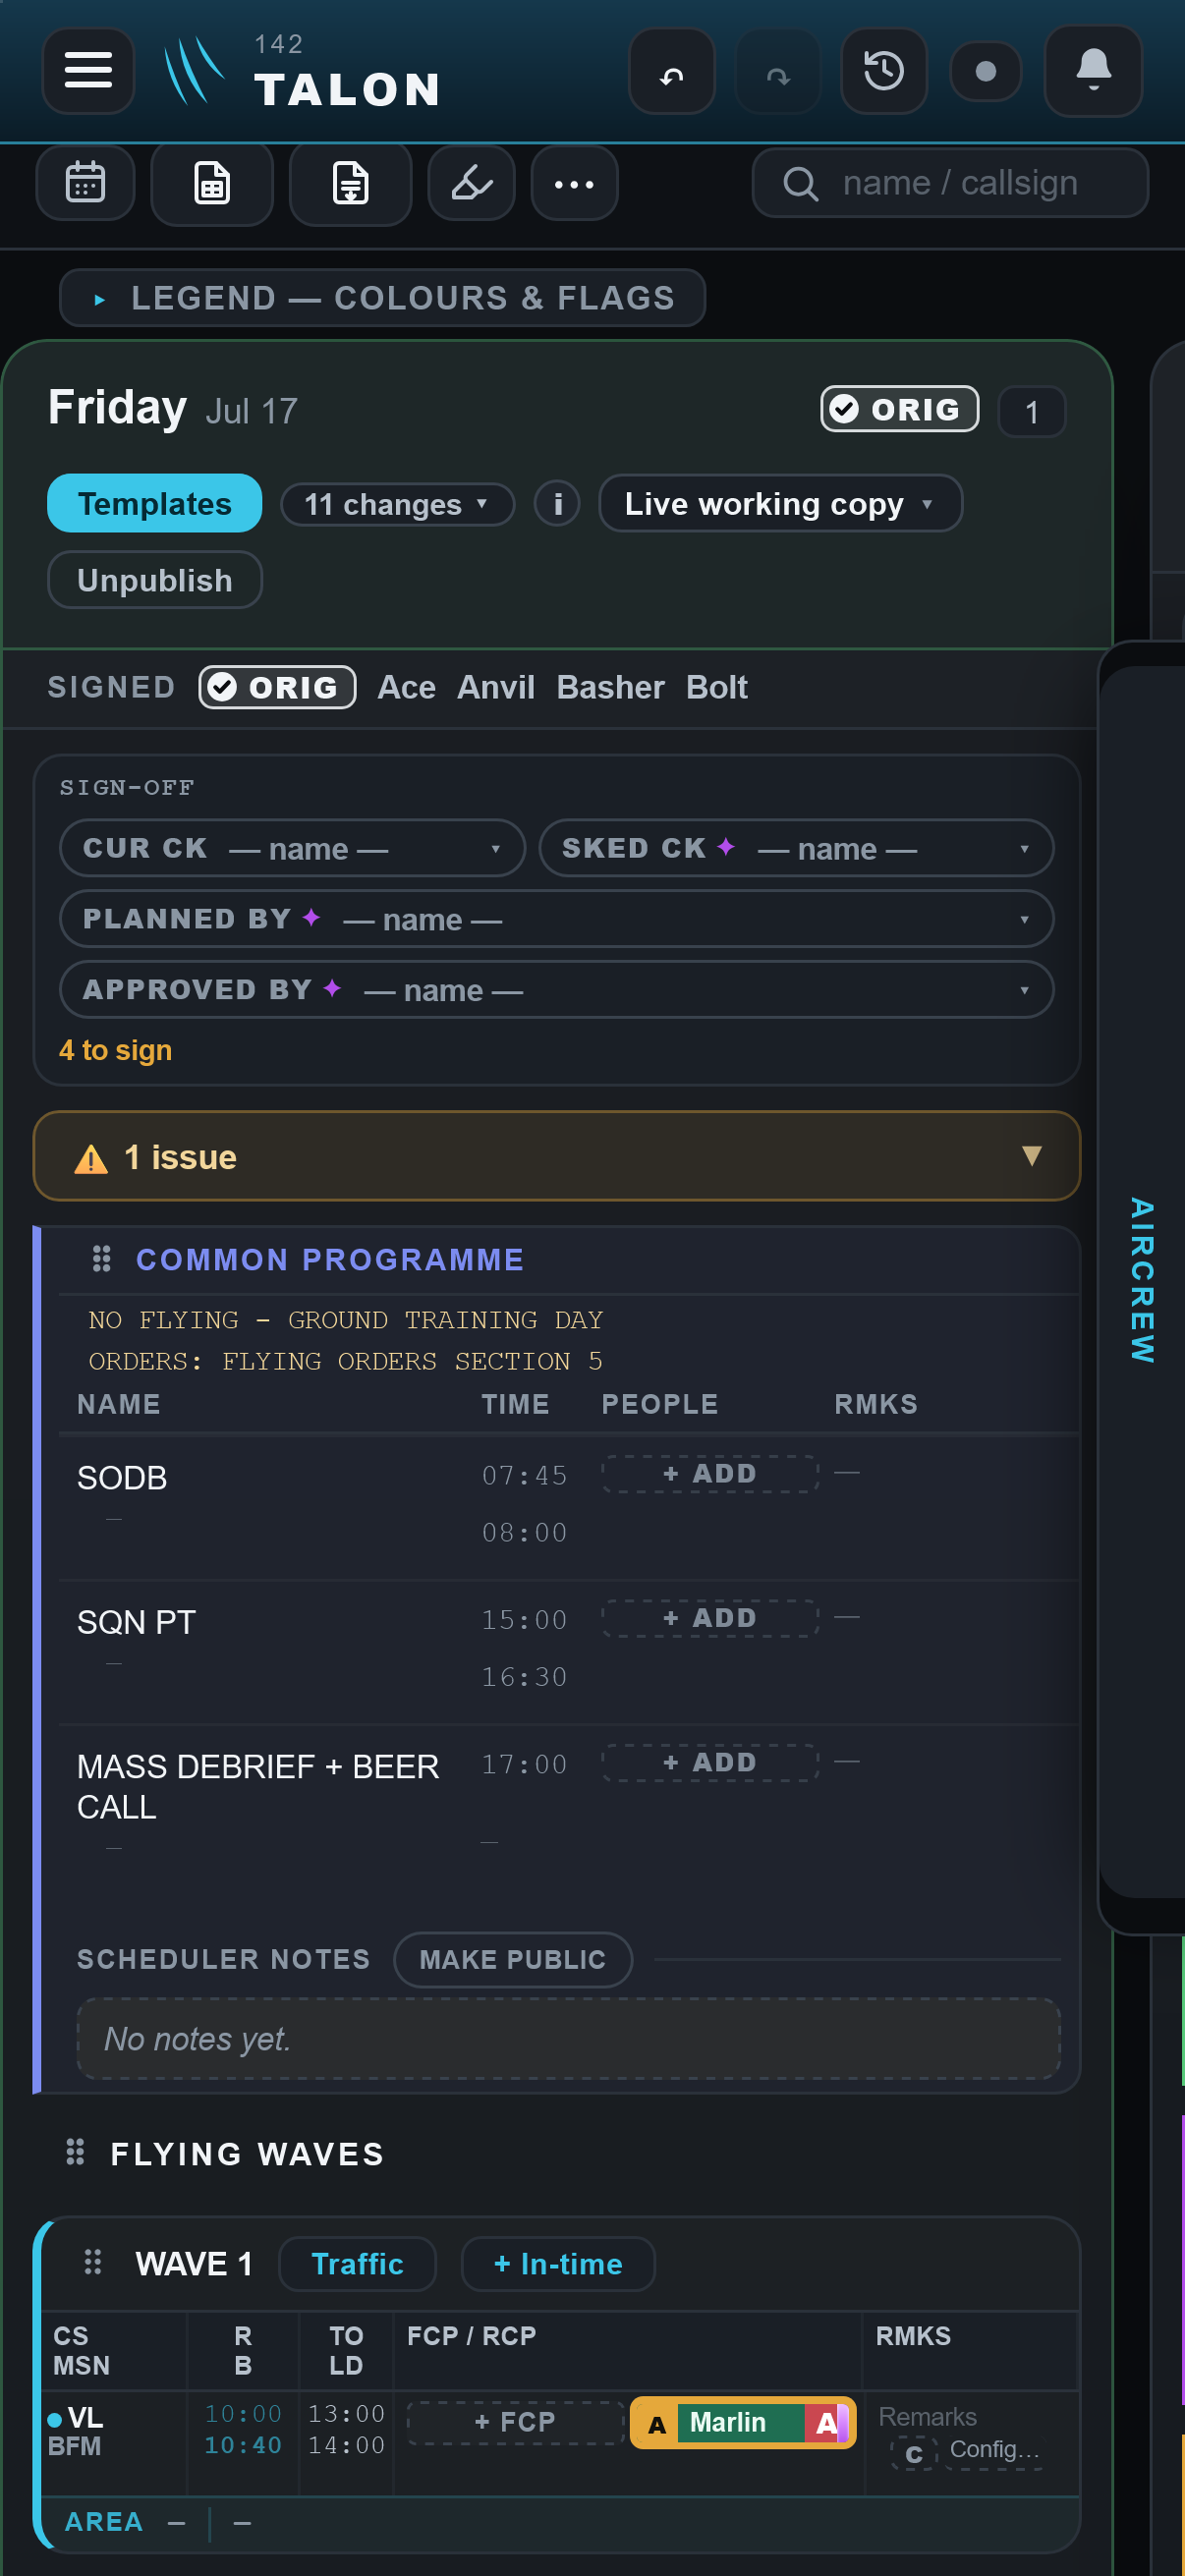 142
TALON
name / callsign
▸ LEGEND — COLOURS & FLAGS
Friday Jul 17 ORIG 1
Templates 11 changes ▾ i Live working copy ▾
Unpublish
SIGNED ORIG Ace Anvil Basher Bolt
SIGN-OFF
CUR CK — name — ▾ SKED CK ✦ — name — ▾
PLANNED BY ✦ — name — ▾
APPROVED BY ✦ — name — ▾
4 to sign
⚠ 1 issue ▼
AIRCREW
COMMON PROGRAMME
NO FLYING - GROUND TRAINING DAY
ORDERS: FLYING ORDERS SECTION 5
NAME TIME PEOPLE RMKS
SODB 07:45 + ADD —
— 08:00
SQN PT 15:00 + ADD —
— 16:30
MASS DEBRIEF + BEER 17:00 + ADD —
CALL
— —
SCHEDULER NOTES MAKE PUBLIC
No notes yet.
FLYING WAVES
WAVE 1 Traffic + In-time
CS R TO FCP / RCP RMKS
MSN B LD
VL 10:00 13:00 + FCP A Marlin A Remarks
BFM 10:40 14:00 C Config…
AREA — | —